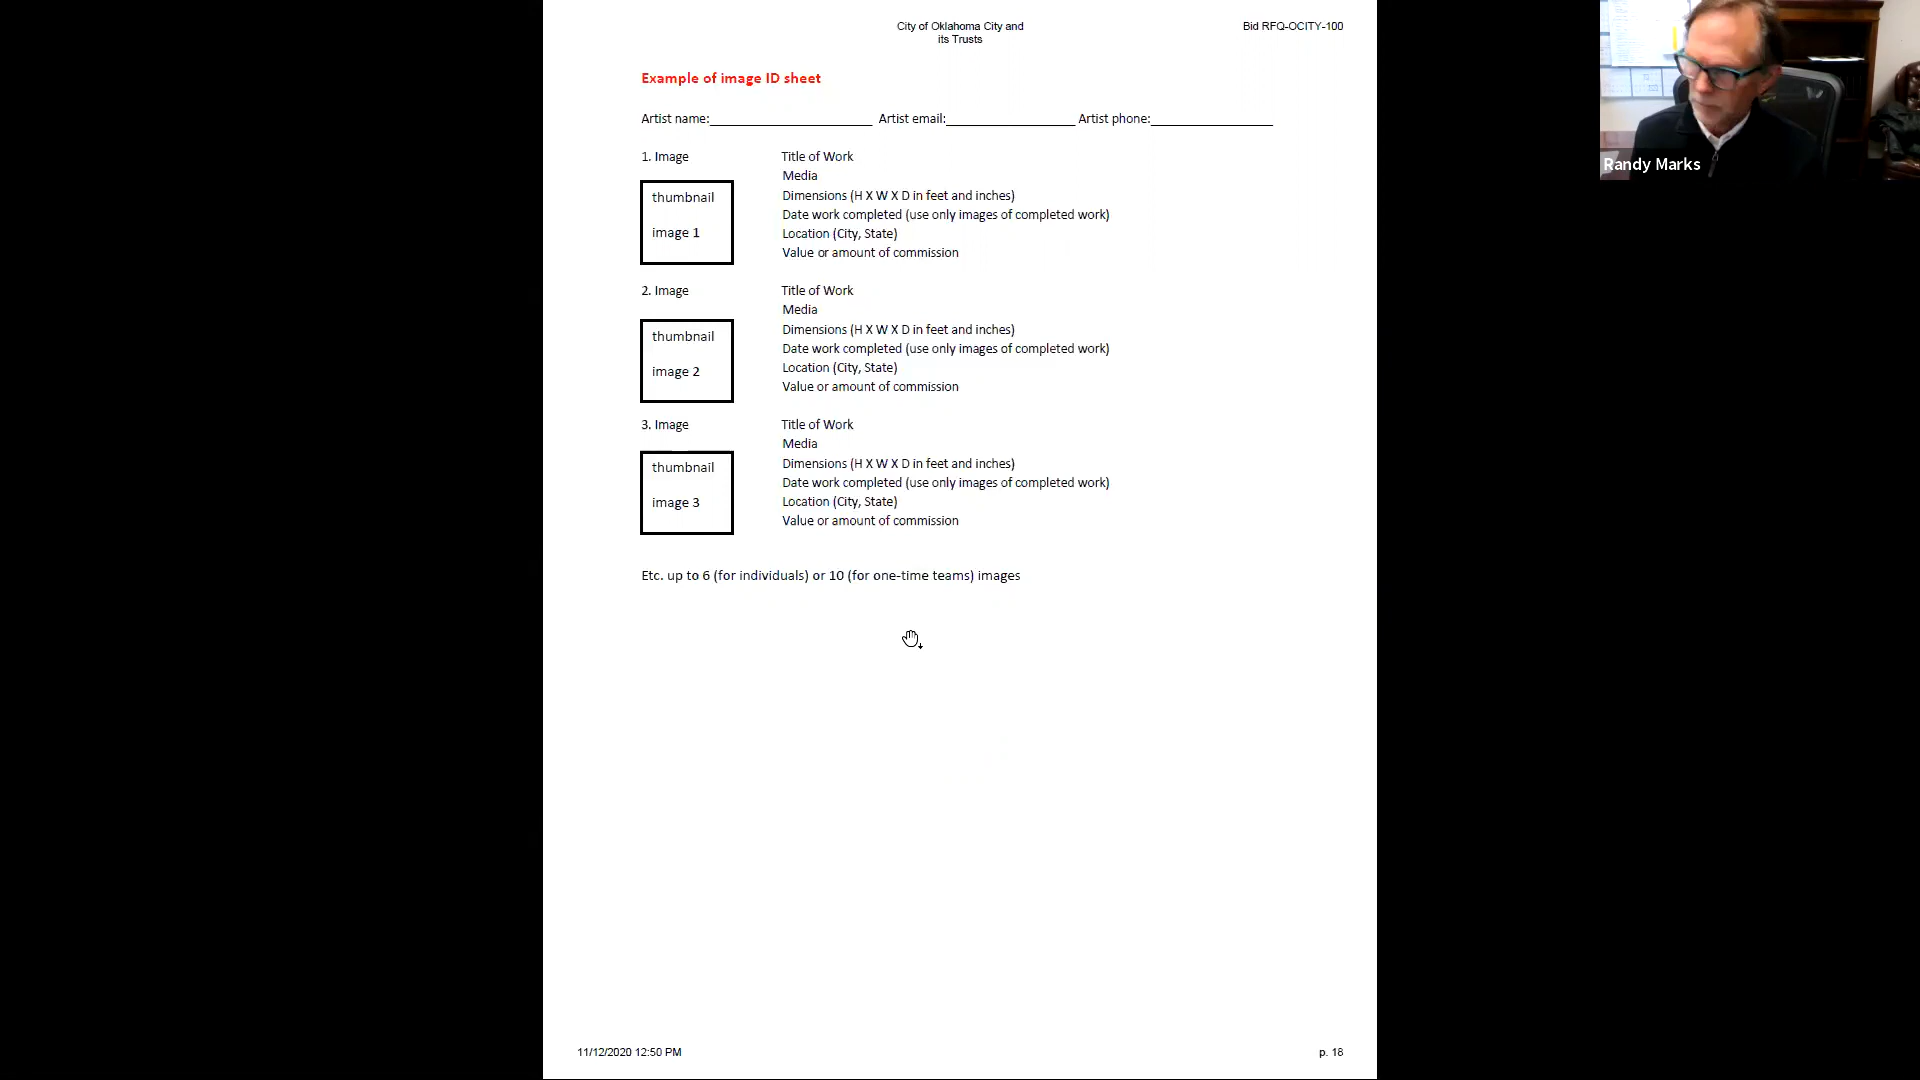 City of Oklahoma City and
its Trusts
Bid RFQ-OCITY-100
Example of image ID sheet
Artist name:_______________________ Artist email:__________________ Artist phone:_________________
1. Image
Title of Work
Media
Dimensions (H X W X D in feet and inches)
Date work completed (use only images of completed work)
Location (City, State)
Value or amount of commission
thumbnail
image 1
2. Image
Title of Work
Media
Dimensions (H X W X D in feet and inches)
Date work completed (use only images of completed work)
Location (City, State)
Value or amount of commission
thumbnail
image 2
3. Image
Title of Work
Media
Dimensions (H X W X D in feet and inches)
Date work completed (use only images of completed work)
Location (City, State)
Value or amount of commission
thumbnail
image 3
Etc. up to 6 (for individuals) or 10 (for one-time teams) images
11/12/2020 12:50 PM
p. 18
Randy Marks